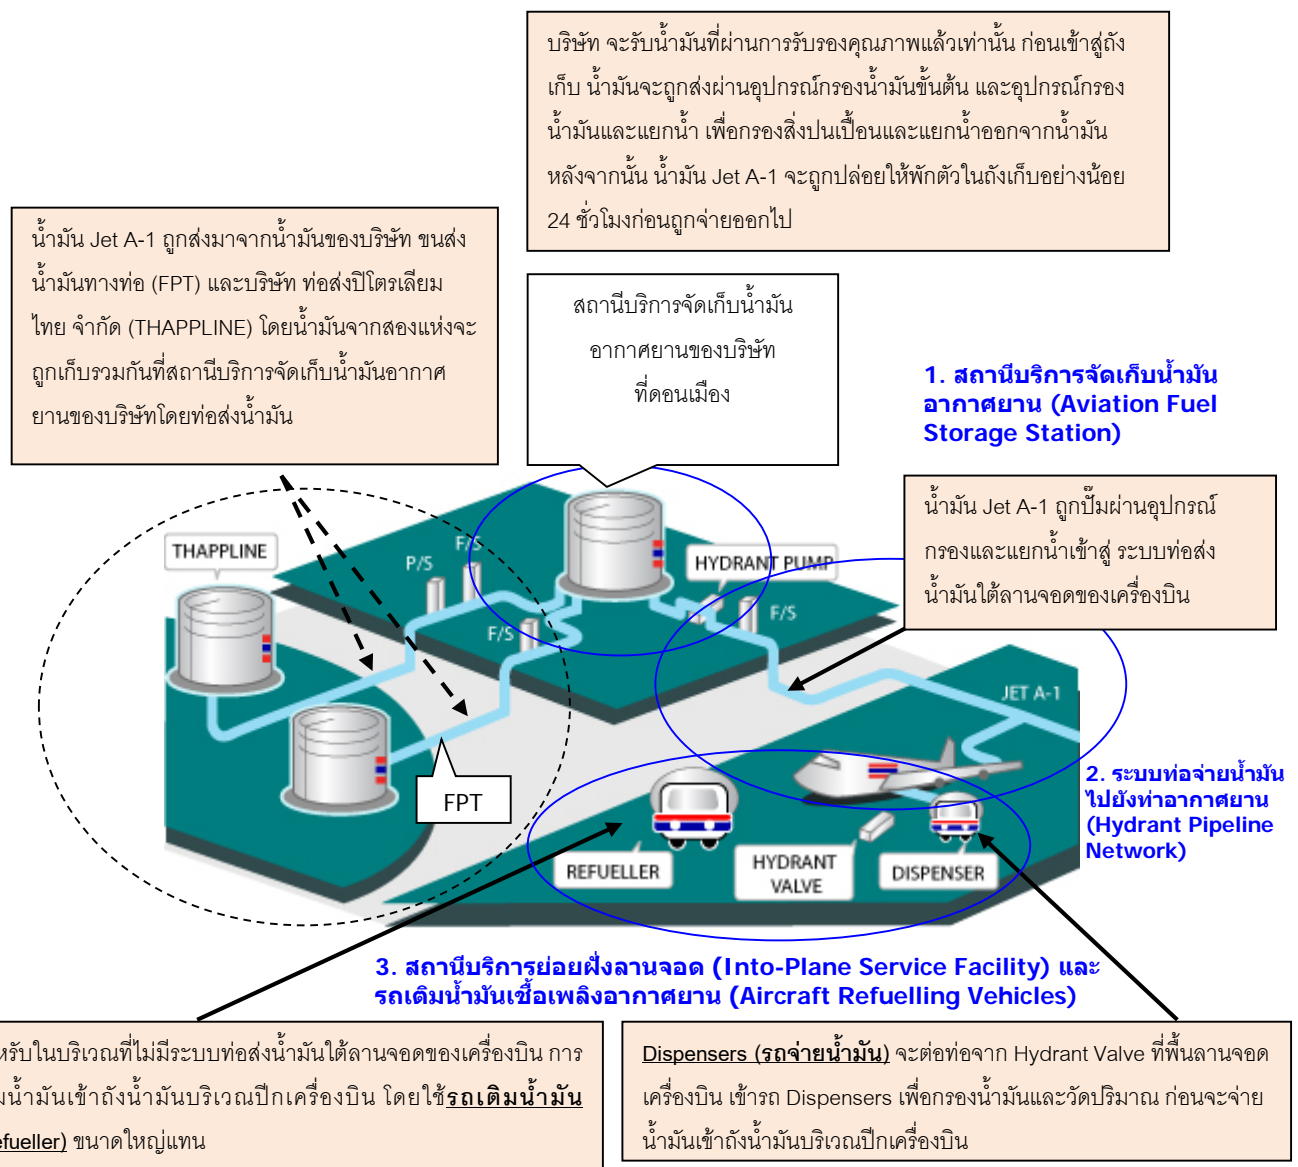 บริษัท จะรับน้ำมันที่ผ่านการรับรองคุณภาพแล้วเท่านั้น ก่อนเข้าสู่ถัง
เก็บ น้ำมันจะถูกส่งผ่านอุปกรณ์กรองน้ำมันขั้นต้น และอุปกรณ์กรอง
น้ำมันและแยกน้ำ เพื่อกรองสิ่งปนเปื้อนและแยกน้ำออกจากน้ำมัน
หลังจากนั้น น้ำมัน Jet A-1 จะถูกปล่อยให้พักตัวในถังเก็บอย่างน้อย
24 ชั่วโมงก่อนถูกจ่ายออกไป
น้ำมัน Jet A-1 ถูกส่งมาจากน้ำมันของบริษัท ขนส่ง
น้ำมันทางท่อ (FPT) และบริษัท ท่อส่งปิโตรเลียม
ไทย จำกัด (THAPPLINE) โดยน้ำมันจากสองแห่งจะ
ถูกเก็บรวมกันที่สถานีบริการจัดเก็บน้ำมันอากาศ
ยานของบริษัทโดยท่อส่งน้ำมัน
สถานีบริการจัดเก็บน้ำมัน
อากาศยานของบริษัท
ที่ดอนเมือง
1. สถานีบริการจัดเก็บน้ำมัน
อากาศยาน (Aviation Fuel
Storage Station)
น้ำมัน Jet A-1 ถูกปั๊มผ่านอุปกรณ์
กรองและแยกน้ำเข้าสู่ ระบบท่อส่ง
น้ำมันใต้ลานจอดของเครื่องบิน
THAPPLINE
P/S
F/S
F/S
HYDRANT PUMP
F/S
JET A-1
FPT
REFUELLER
HYDRANT
VALVE
DISPENSER
2. ระบบท่อจ่ายน้ำมัน
ไปยังท่าอากาศยาน
(Hydrant Pipeline
Network)
3. สถานีบริการย่อยฝั่งลานจอด (Into-Plane Service Facility) และ
รถเติมน้ำมันเชื้อเพลิงอากาศยาน (Aircraft Refuelling Vehicles)
หรับในบริเวณที่ไม่มีระบบท่อส่งน้ำมันใต้ลานจอดของเครื่องบิน การ
มน้ำมันเข้าถังน้ำมันบริเวณปีกเครื่องบิน โดยใช้รถเติมน้ำมัน
efueller) ขนาดใหญ่แทน
Dispensers (รถจ่ายน้ำมัน) จะต่อท่อจาก Hydrant Valve ที่พื้นลานจอด
เครื่องบิน เข้ารถ Dispensers เพื่อกรองน้ำมันและวัดปริมาณ ก่อนจะจ่าย
น้ำมันเข้าถังน้ำมันบริเวณปีกเครื่องบิน